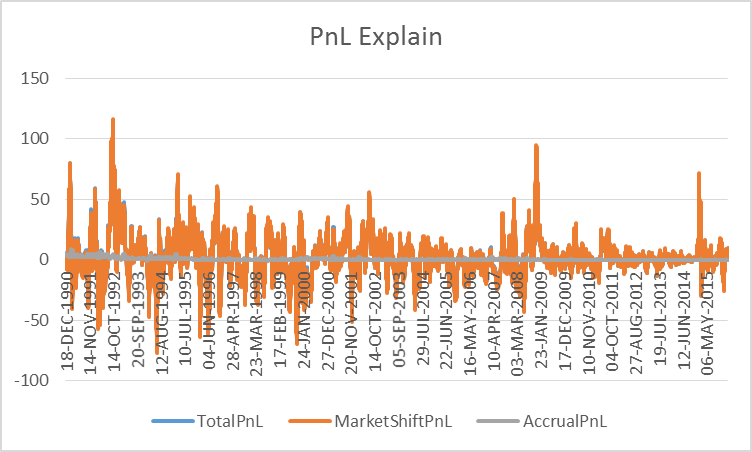 PnL Explain
150
100
50
0
-50
-100
18-DEC-1990
14-NOV-1991
14-OCT-1992
20-SEP-1993
12-AUG-1994
10-JUL-1995
04-JUN-1996
28-APR-1997
23-MAR-1998
17-FEB-1999
24-JAN-2000
27-DEC-2000
20-NOV-2001
14-OCT-2002
05-SEP-2003
29-JUL-2004
22-JUN-2005
16-MAY-2006
10-APR-2007
03-MAR-2008
23-JAN-2009
17-DEC-2009
10-NOV-2010
04-OCT-2011
27-AUG-2012
19-JUL-2013
12-JUN-2014
06-MAY-2015
TotalPnL MarketShiftPnL AccrualPnL